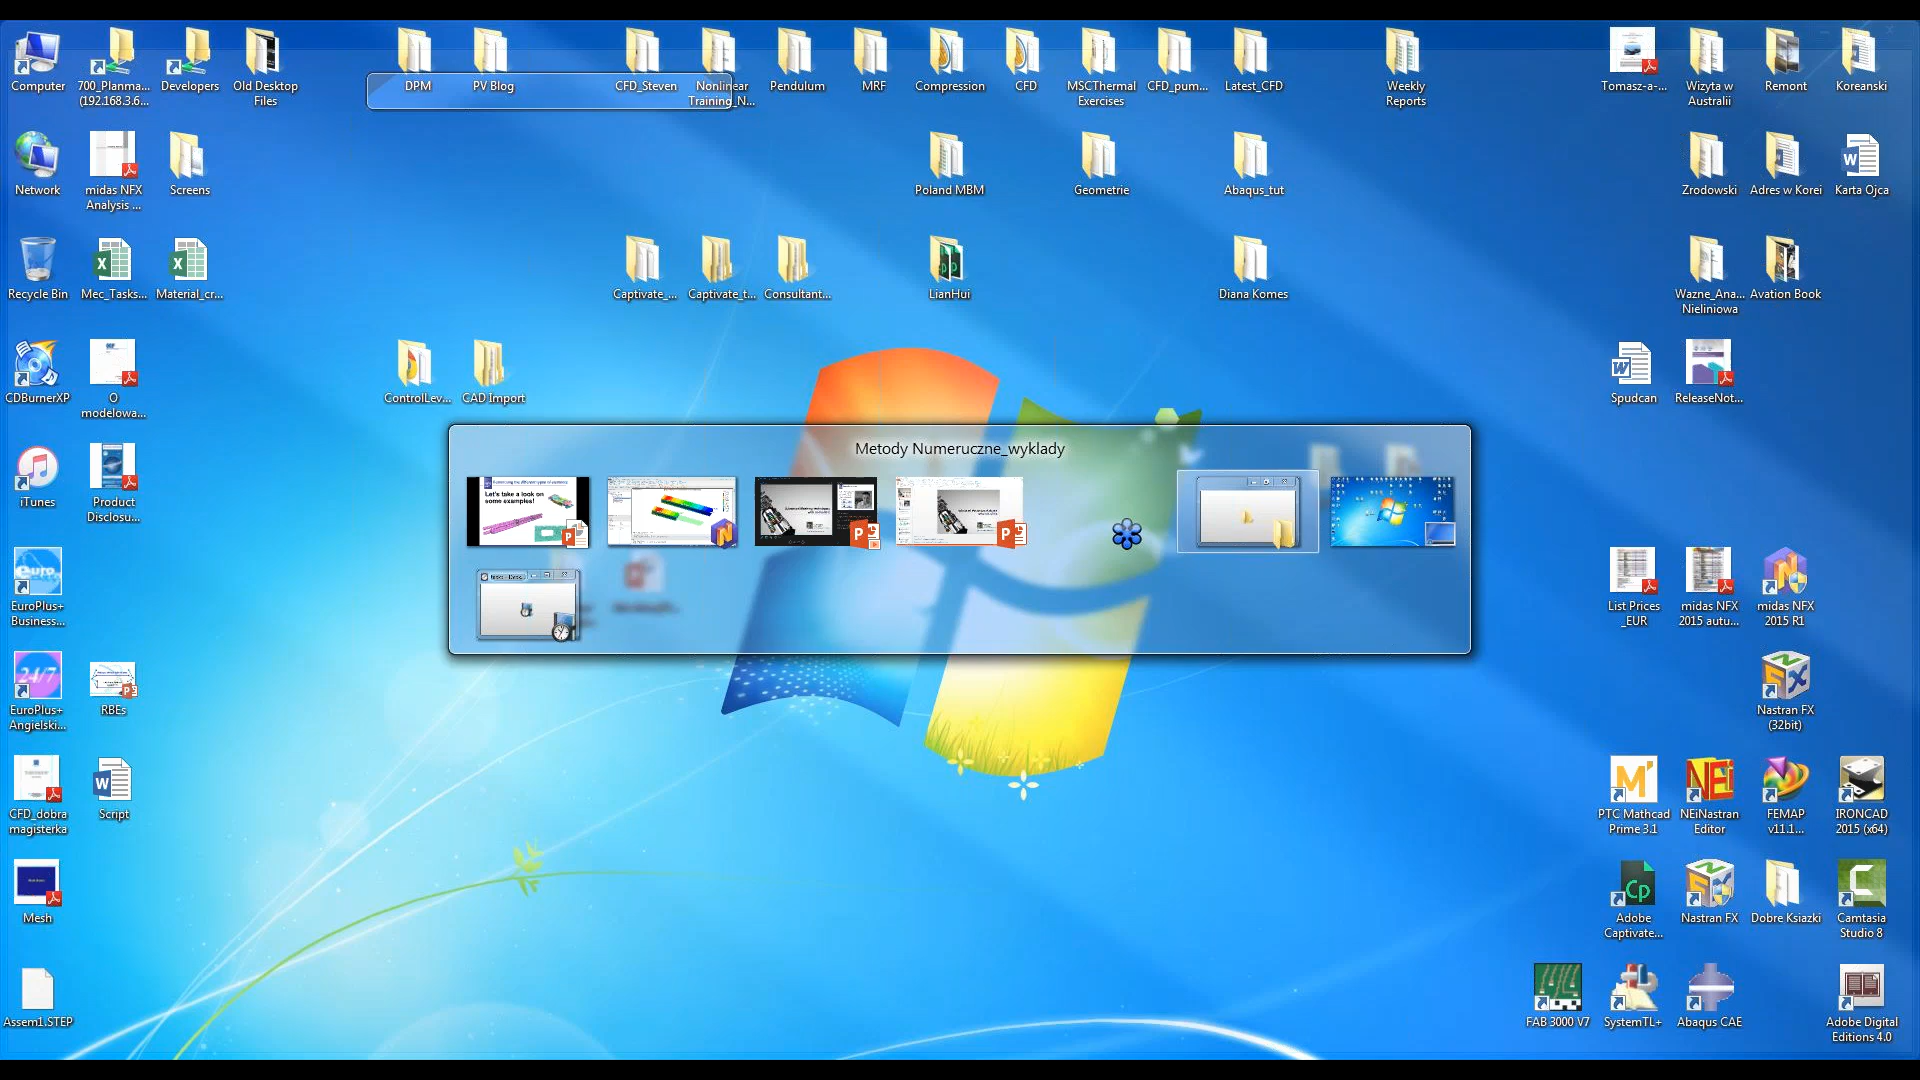 Computer
700_Planma...
(192.168.3.6...
Developers
Old Desktop
Files
DPM
PV Blog
CFD_Steven
Nonlinear
Training_N...
Pendulum
MRF
Compression
CFD
MSCThermal
Exercises
CFD_pum...
Latest_CFD
Weekly
Reports
Tomasz-a-...
Wizyta w
Australii
Remont
Koreanski
Network
midas NFX
Analysis ...
Screens
Poland MBM
Geometrie
Abaqus_tut
Zrodowski
Adres w Korei
Karta Ojca
Recycle Bin
Mec_Tasks...
Material_cr...
Captivate_...
Captivate_t...
Consultant...
LianHui
Diana Komes
Wazne_Ana...
Nieliniowa
Avation Book
CDBurnerXP
O
modelowa...
ControlLev...
CAD Import
Spudcan
ReleaseNot...
Metody Numeruczne_wyklady
Let's take a look on
some examples!
iTunes
Product
Disclosu...
EuroPlus+
Business...
List Prices
_EUR
midas NFX
2015 autu...
midas NFX
2015 R1
EuroPlus+
Angielski...
RBEs
Nastran FX
(32bit)
CFD_dobra
magisterka
Script
PTC Mathcad
Prime 3.1
NEiNastran
Editor
FEMAP
v11.1...
IRONCAD
2015 (x64)
Mesh
Adobe
Captivate...
Nastran FX
Dobre Ksiazki
Camtasia
Studio 8
Assem1.STEP
FAB 3000 V7
SystemTL+
Abaqus CAE
Adobe Digital
Editions 4.0